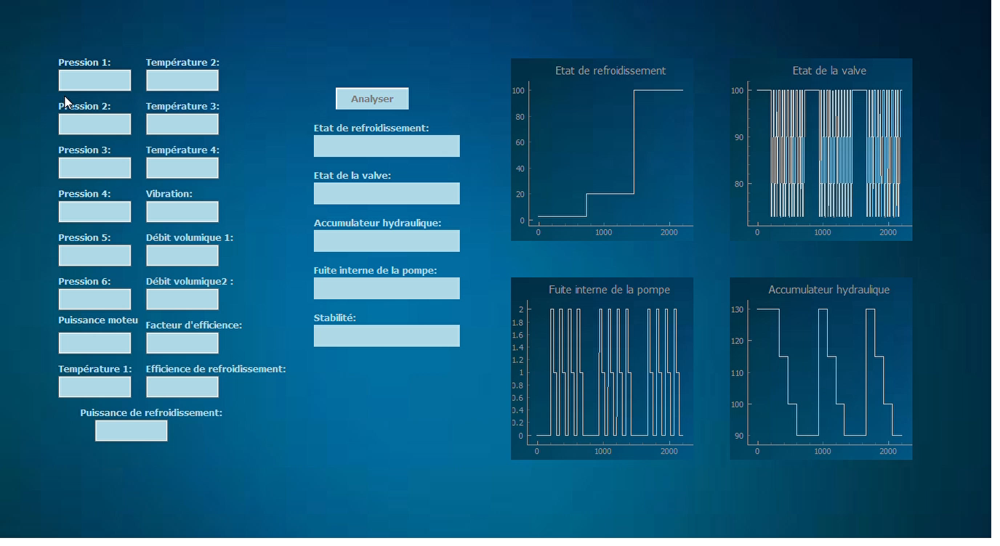 Pression 1:
Température 2:
Pression 2:
Température 3:
Pression 3:
Température 4:
Pression 4:
Vibration:
Pression 5:
Débit volumique 1:
Pression 6:
Débit volumique2 :
Puissance moteu
Facteur d'efficience:
Température 1:
Efficience de refroidissement:
Puissance de refroidissement:
Analyser
Etat de refroidissement:
Etat de la valve:
Accumulateur hydraulique:
Fuite interne de la pompe:
Stabilité:
Etat de refroidissement
100
80
60
40
20
0
0 1000 2000
Etat de la valve
100
90
80
0 1000 2000
Fuite interne de la pompe
2
1.8
1.6
1.4
1.2
1
0.8
0.6
0.4
0.2
0
0 1000 2000
Accumulateur hydraulique
130
120
110
100
90
0 1000 2000